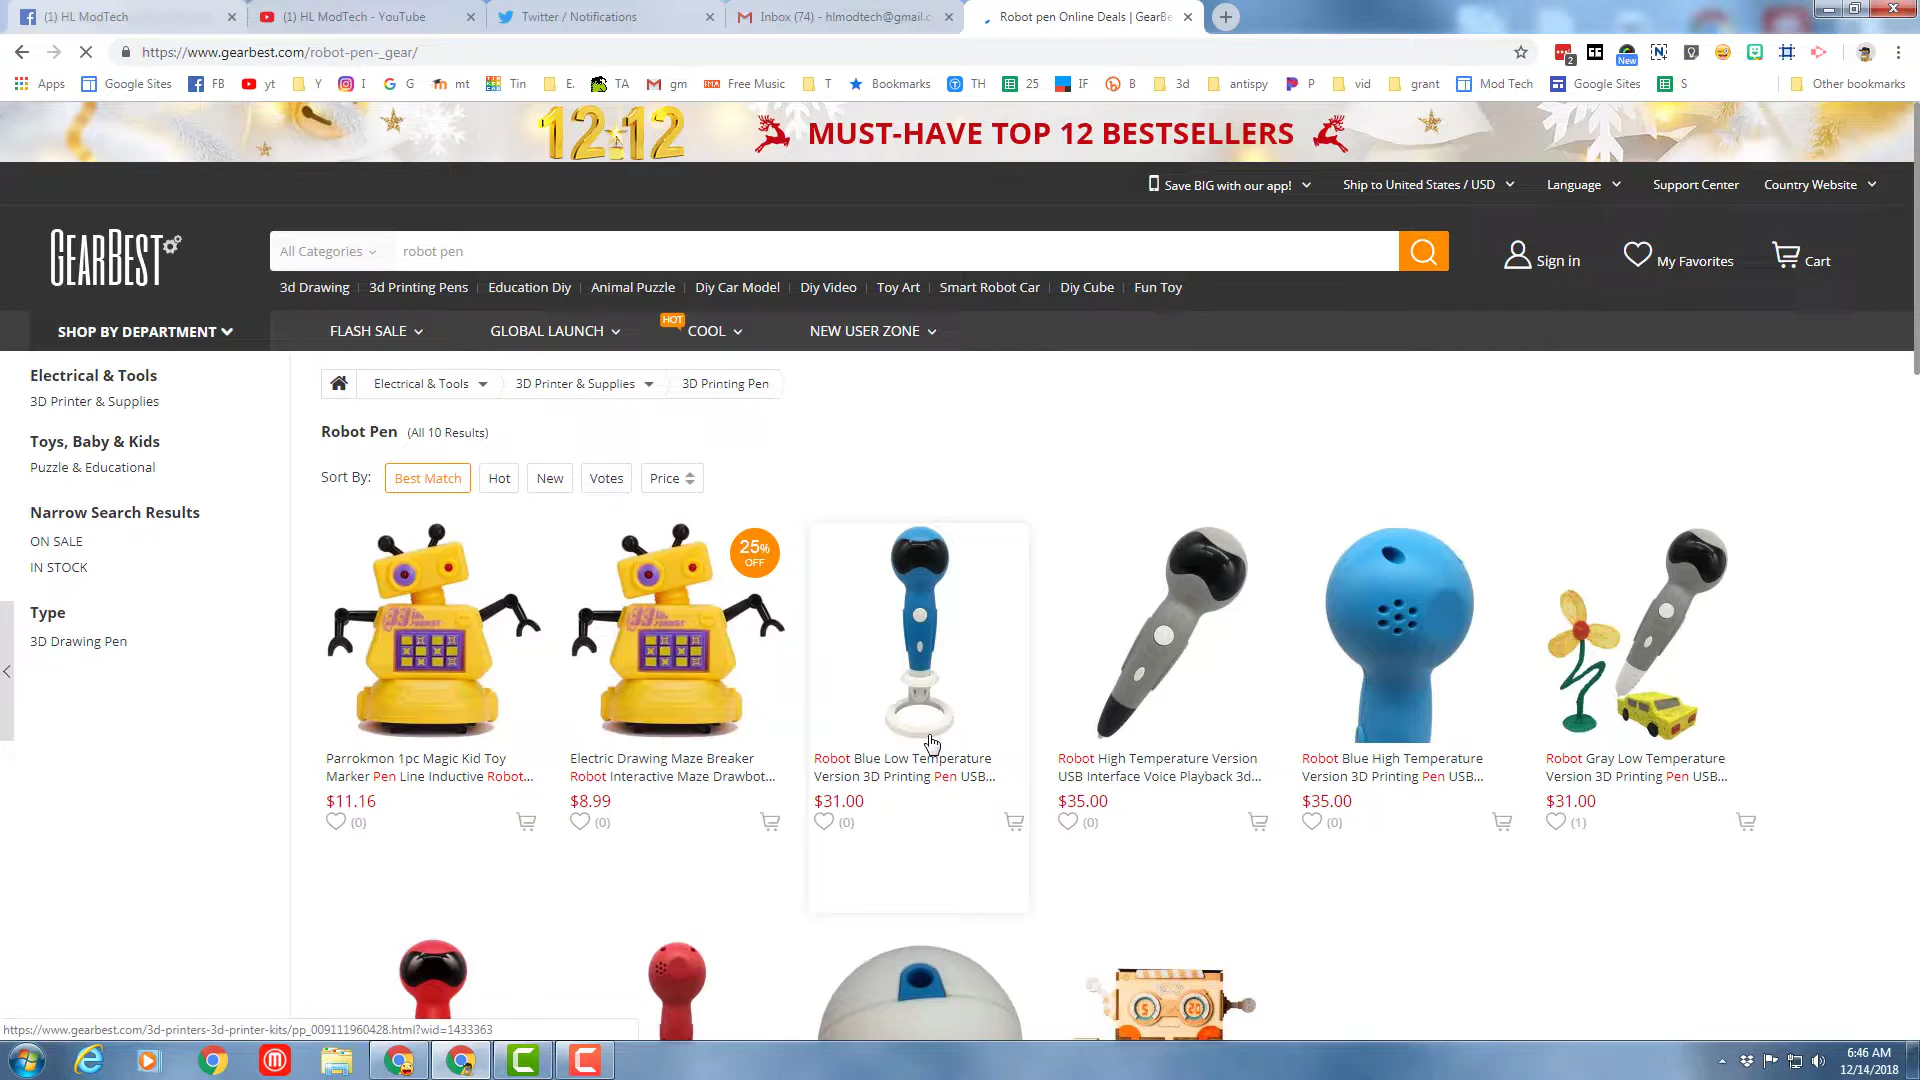 (1) HL ModTech
(1) HL ModTech - YouTube
Twitter / Notifications
Inbox (74) - hlmodtech@gmail.c
Robot pen Online Deals | GearBe
https://www.gearbest.com/robot-pen-_gear/
Apps
Google Sites
FB
yt
Y
I
G
mt
Tin
E.
TA
gm
Free Music
T
Bookmarks
TH
25
IF
B
3d
antispy
P
vid
grant
Mod Tech
Google Sites
S
Other bookmarks
12.12
MUST-HAVE TOP 12 BESTSELLERS
Save BIG with our app!
Ship to United States / USD
Language
Support Center
Country Website
GEARBEST
All Categories
robot pen
Sign in
My Favorites
Cart
3d Drawing
3d Printing Pens
Education Diy
Animal Puzzle
Diy Car Model
Diy Video
Toy Art
Smart Robot Car
Diy Cube
Fun Toy
SHOP BY DEPARTMENT
FLASH SALE
GLOBAL LAUNCH
HOT
COOL
NEW USER ZONE
Electrical & Tools
3D Printer & Supplies
Toys, Baby & Kids
Puzzle & Educational
Narrow Search Results
ON SALE
IN STOCK
Type
3D Drawing Pen
Electrical & Tools
3D Printer & Supplies
3D Printing Pen
Robot Pen (All 10 Results)
Sort By:
Best Match
Hot
New
Votes
Price
25%
OFF
Parrokmon 1pc Magic Kid Toy
Marker Pen Line Inductive Robot...
$11.16
(0)
Electric Drawing Maze Breaker
Robot Interactive Maze Drawbot...
$8.99
(0)
Robot Blue Low Temperature
Version 3D Printing Pen USB...
$31.00
(0)
Robot High Temperature Version
USB Interface Voice Playback 3d...
$35.00
(0)
Robot Blue High Temperature
Version 3D Printing Pen USB...
$35.00
(0)
Robot Gray Low Temperature
Version 3D Printing Pen USB...
$31.00
(1)
https://www.gearbest.com/3d-printers-3d-printer-kits/pp_009111960428.html?wid=1433363
6:46 AM
12/14/2018